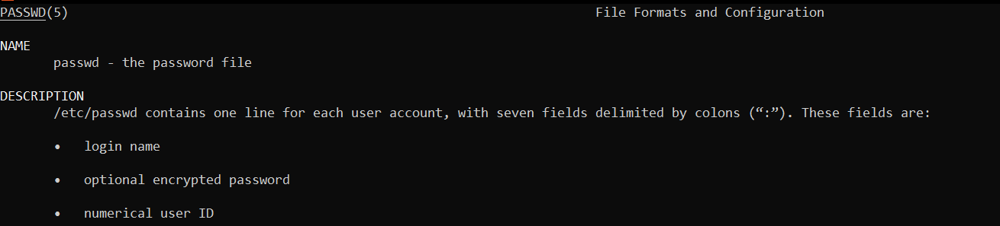 PASSWD(5) File Formats and Configuration
NAME
passwd - the password file
DESCRIPTION
/etc/passwd contains one line for each user account, with seven fields delimited by colons (“:”). These fields are:
• login name
• optional encrypted password
• numerical user ID